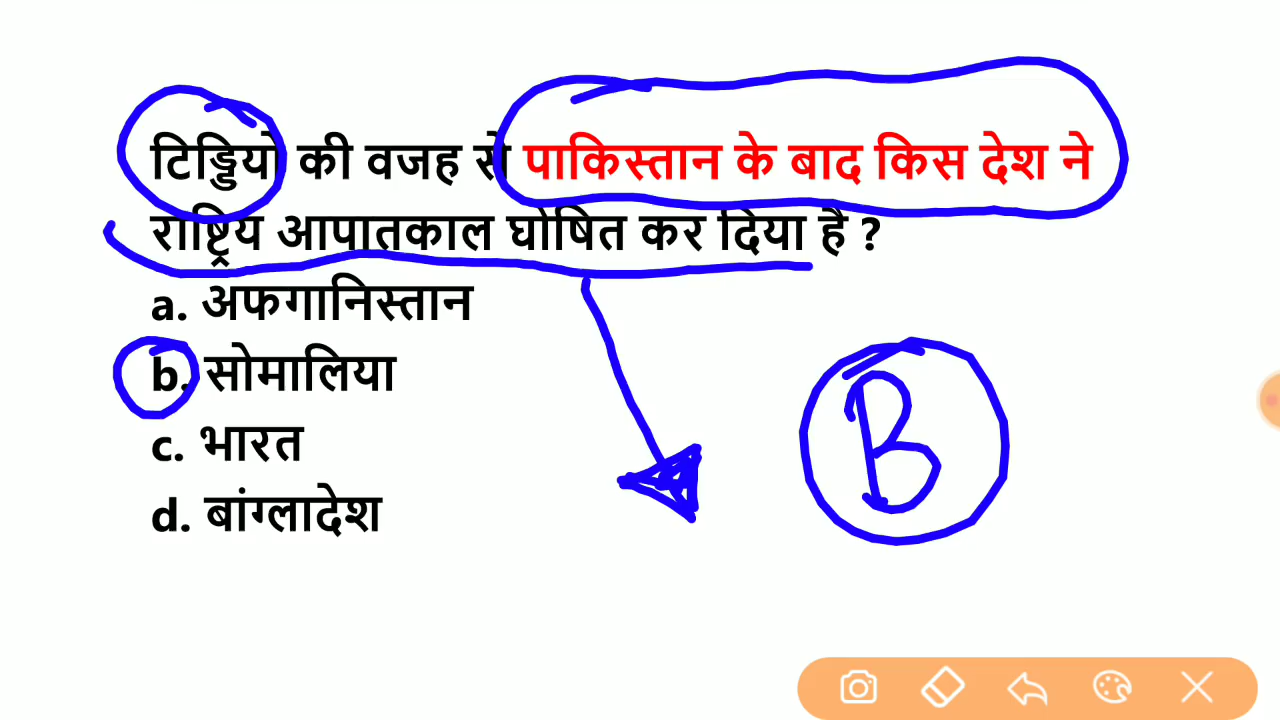 टिड्डियो की वजह से पाकिस्तान के बाद किस देश ने
राष्ट्रिय आपातकाल घोषित कर दिया है ?
a. अफगानिस्तान
b. सोमालिया
c. भारत
d. बांग्लादेश
B